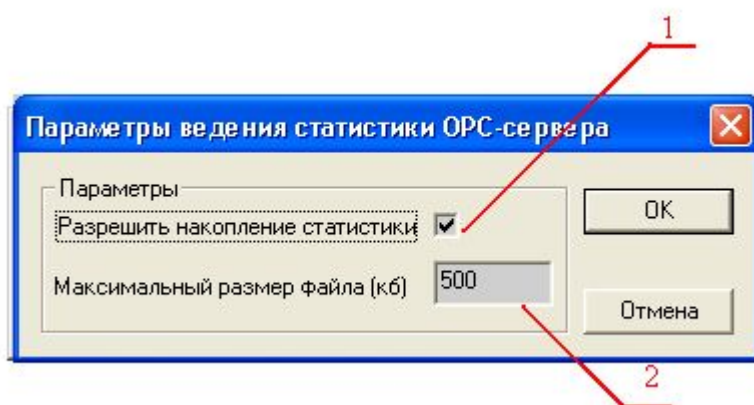 1
Параметры ведения статистики OPC-сервера
Параметры
Разрешить накопление статистики
OK
Максимальный размер файла (кб)
500
Отмена
2